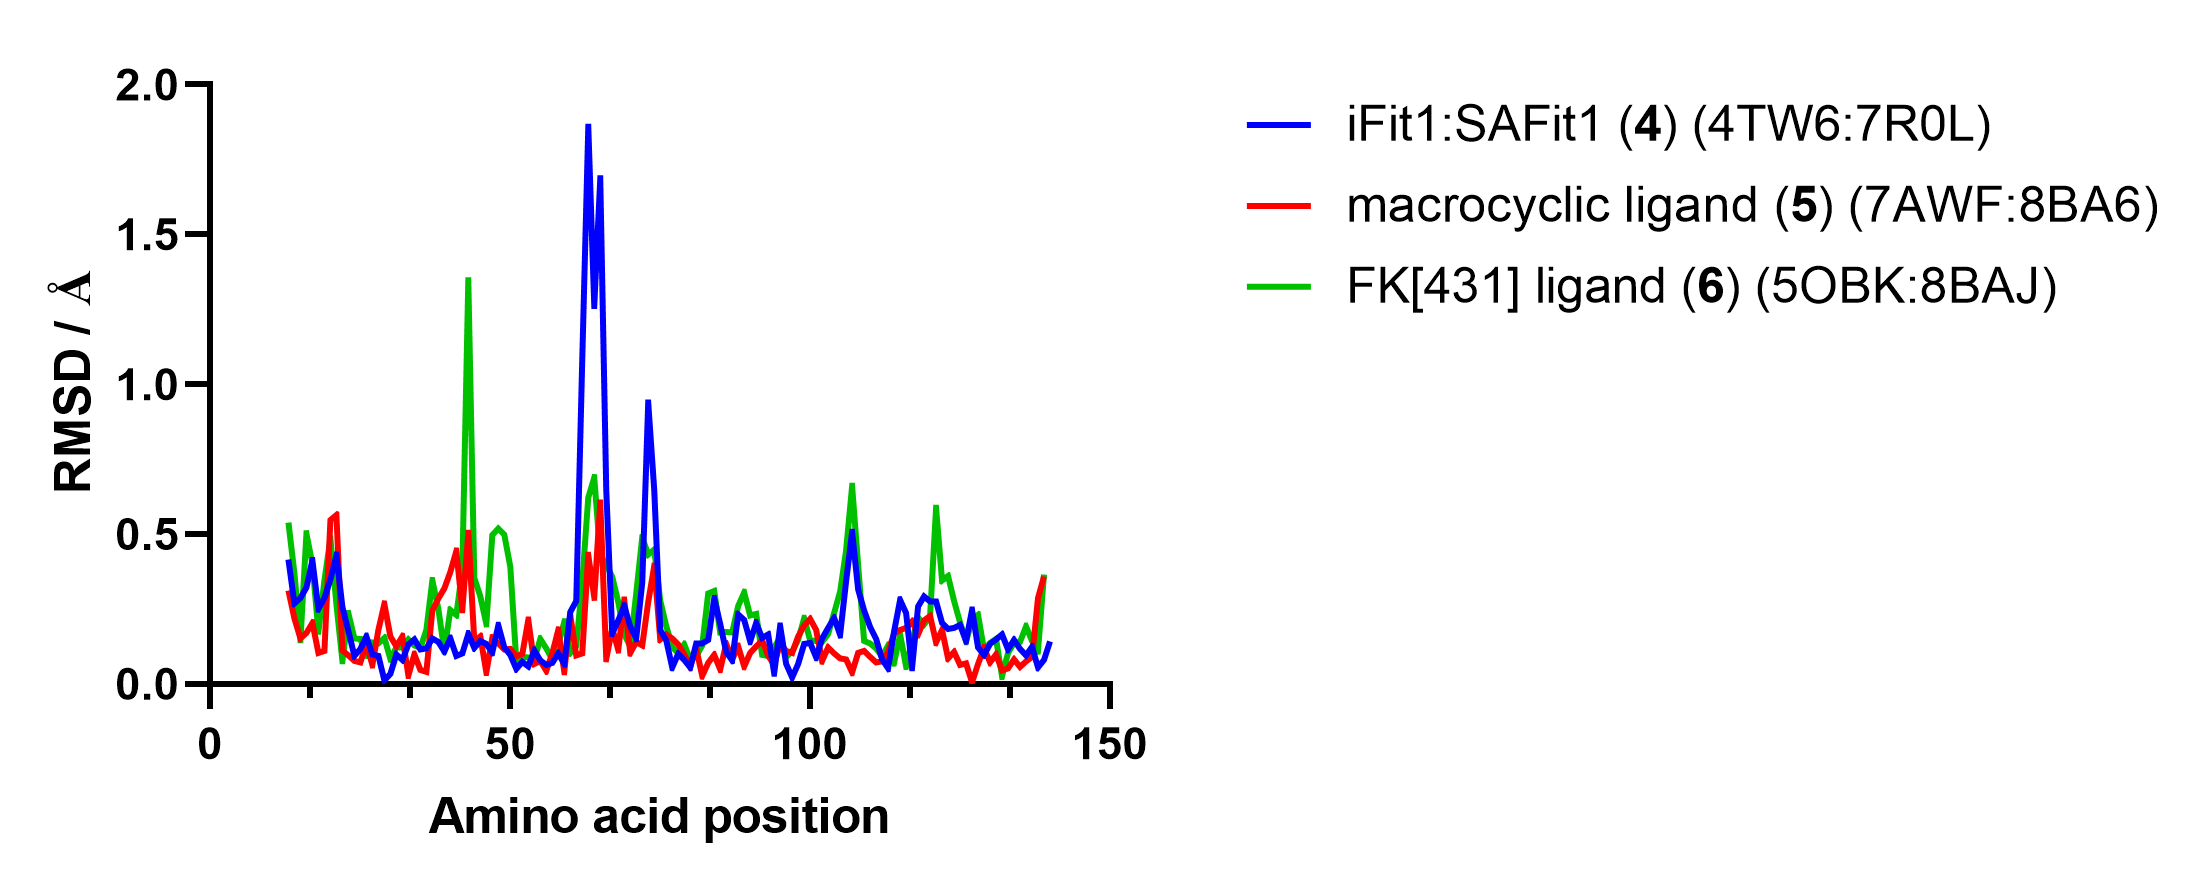 2.0
1.5
1.0
0.5
0.0
RMSD / Å
0 50 100 150
Amino acid position
iFit1:SAFit1 (4) (4TW6:7R0L)
macrocyclic ligand (5) (7AWF:8BA6)
FK[431] ligand (6) (5OBK:8BAJ)